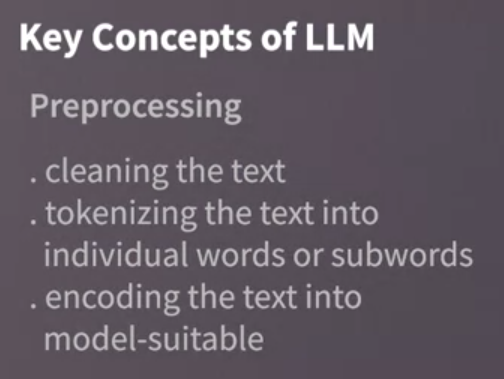 Key Concepts of LLM
Preprocessing
. cleaning the text
. tokenizing the text into
individual words or subwords
. encoding the text into
model-suitable